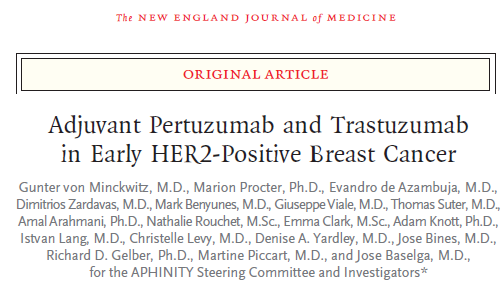 The NEW ENGLAND JOURNAL of MEDICINE
ORIGINAL ARTICLE
Adjuvant Pertuzumab and Trastuzumab
in Early HER2-Positive Breast Cancer
Gunter von Minckwitz, M.D., Marion Procter, Ph.D., Evandro de Azambuja, M.D.,
Dimitrios Zardavas, M.D., Mark Benyunes, M.D., Giuseppe Viale, M.D., Thomas Suter, M.D.,
Amal Arahmani, Ph.D., Nathalie Rouchet, M.Sc., Emma Clark, M.Sc., Adam Knott, Ph.D.,
Istvan Lang, M.D., Christelle Levy, M.D., Denise A. Yardley, M.D., Jose Bines, M.D.,
Richard D. Gelber, Ph.D., Martine Piccart, M.D., and Jose Baselga, M.D.,
for the APHINITY Steering Committee and Investigators*